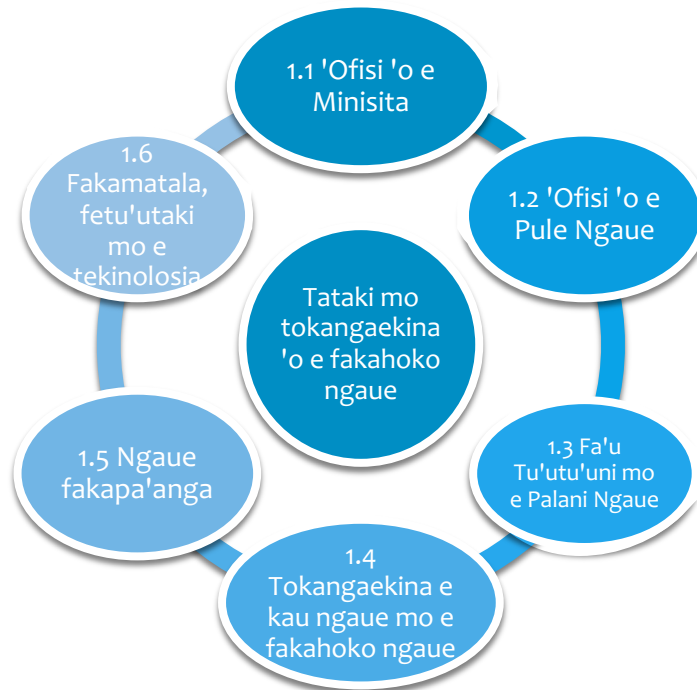 1.1 'Ofisi 'o e
Minisita
1.2 'Ofisi 'o e
Pule Ngaue
1.3 Fa'u
Tu'utu'uni mo
e Palani Ngaue
1.4
Tokangaekina e
kau ngaue mo e
fakahoko ngaue
1.5 Ngaue
fakapa'anga
1.6
Fakamatala,
fetu'utaki
mo e
tekinolosia
Tataki mo
tokangaekina
'o e fakahoko
ngaue